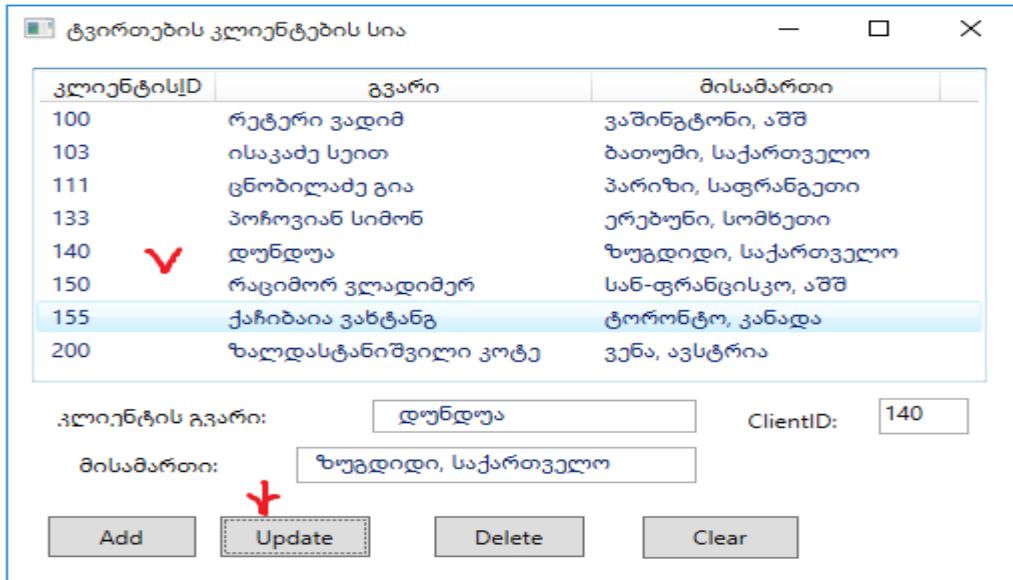 ტვირთების კლიენტების სია
კლიენტისID გვარი მისამართი
100 რეტერი ვადიმ ვაშინგტონი, აშშ
103 ისაკაძე სეით ბათუმი, საქართველო
111 ცნობილაძე გია პარიზი, საფრანგეთი
133 პოჩოვიან სიმონ ერებუნი, სომხეთი
140 დუნდუა ზუგდიდი, საქართველო
150 რაციმორ ვლადიმერ სან-ფრანცისკო, აშშ
155 ქაჩიბაია ვახტანგ ტორონტო, კანადა
200 ზალდასტანიშვილი კოტე ვენა, ავსტრია
კლიენტის გვარი: დუნდუა ClientID: 140
მისამართი: ზუგდიდი, საქართველო
Add Update Delete Clear